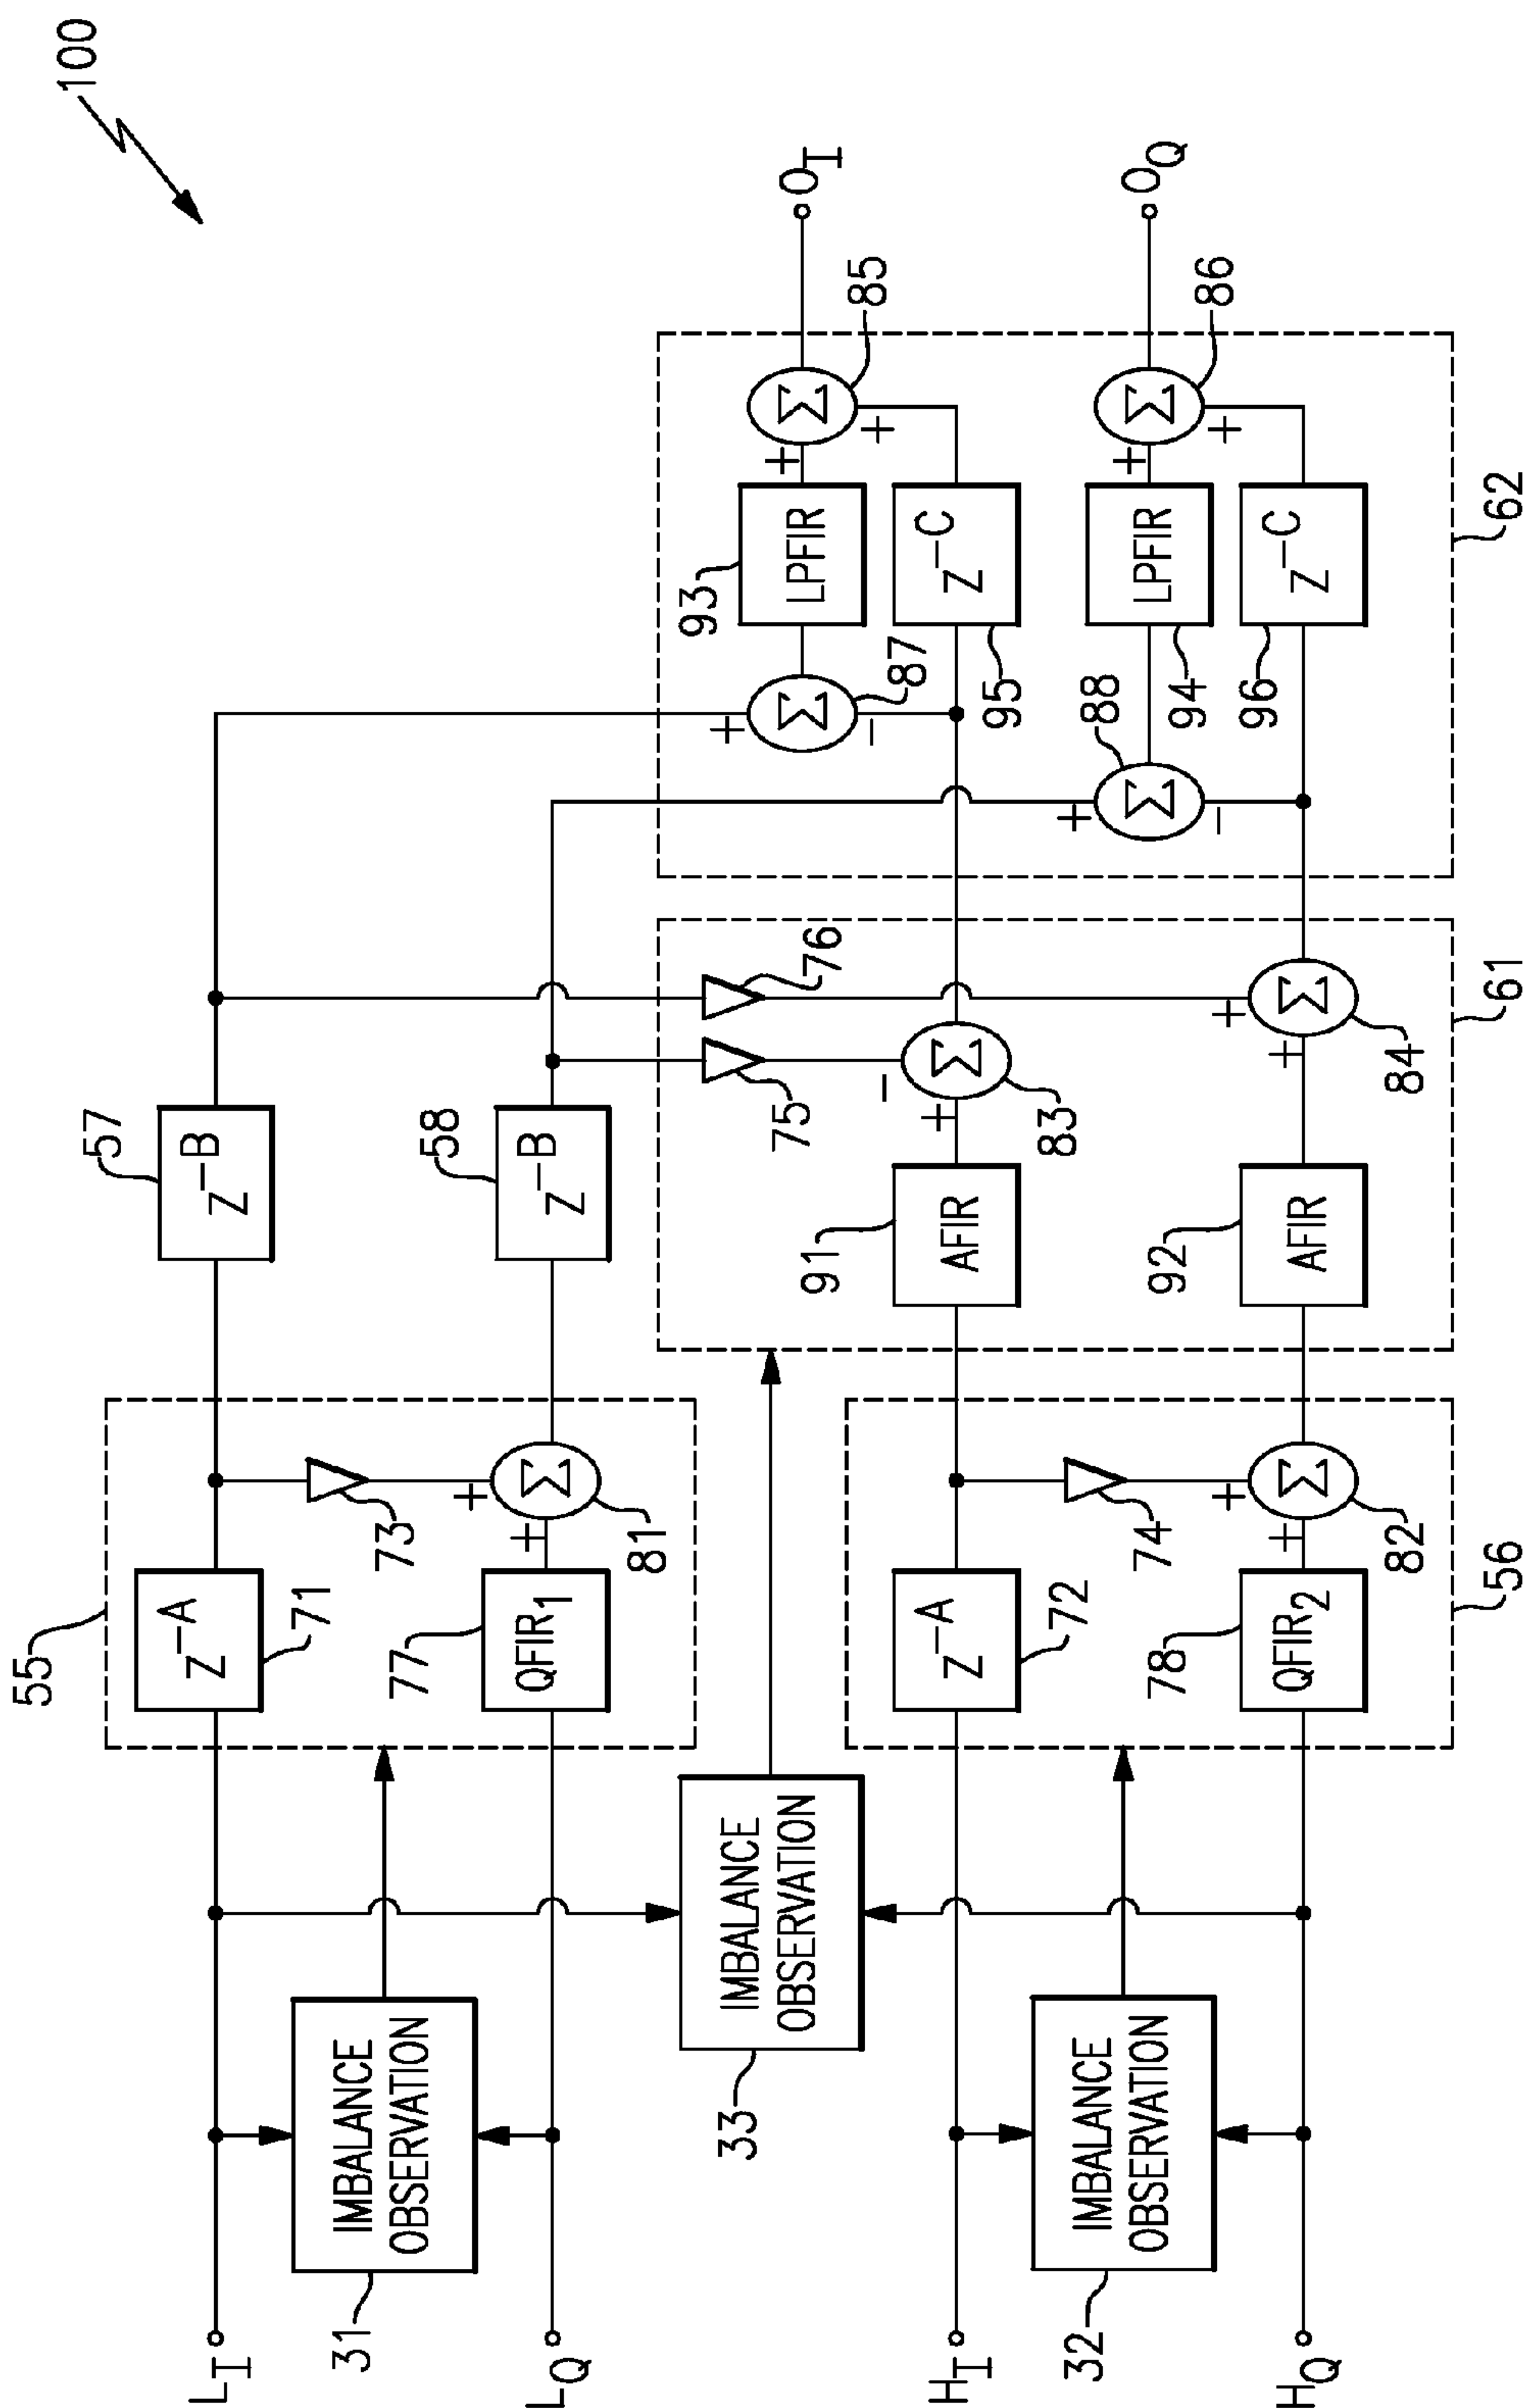 100
55
Z^-A
71
73
57
Z^-B
L_I
31
IMBALANCE
OBSERVATION
77
QFIR_1
+
+
Σ
81
58
Z^-B
L_Q
33
IMBALANCE
OBSERVATION
75
76
93
+
Σ
-
87
LPFIR
+
Σ
+
85
O_I
72
Z^-A
74
91
AFIR
+
-
Σ
83
95
Z^-C
H_I
32
IMBALANCE
OBSERVATION
88
+
Σ
-
94
LPFIR
+
Σ
+
86
O_Q
78
QFIR_2
+
+
Σ
82
92
AFIR
+
+
Σ
84
96
Z^-C
H_Q
56
61
62